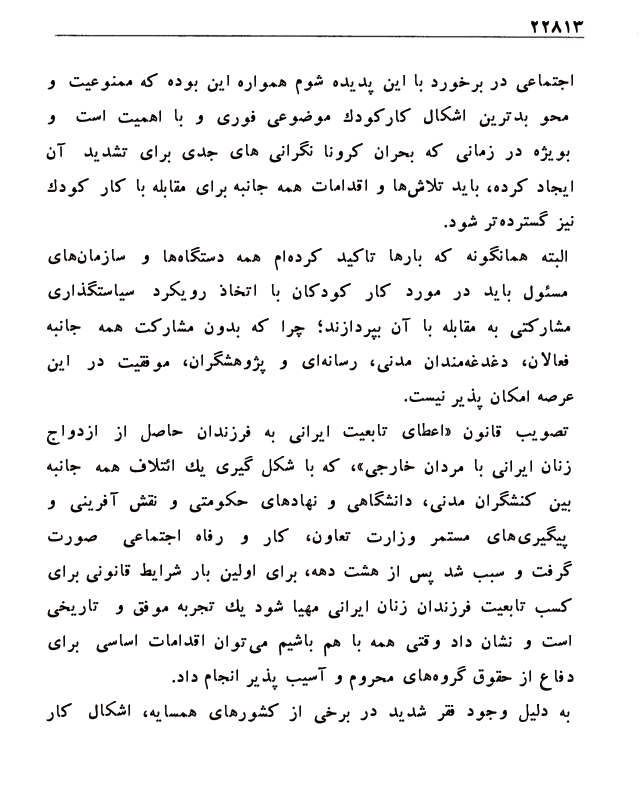 ۲۲۸۱۳
اجتماعی در برخورد با این پدیده شوم همواره این بوده که ممنوعیت و
محو بدترین اشکال کارکودك موضوعی فوری و با اهمیت است و
بویژه در زمانی که بحران کرونا نگرانی های جدی برای تشدید آن
ایجاد کرده، باید تلاش‌ها و اقدامات همه جانبه برای مقابله با کار کودك
نیز گسترده‌تر شود.
البته همانگونه که بارها تاکید کرده‌ام همه دستگاه‌ها و سازمان‌های
مسئول باید در مورد کار کودکان با اتخاذ رویکرد سیاستگذاری
مشارکتی به مقابله با آن بپردازند؛ چرا که بدون مشارکت همه جانبه
فعالان، دغدغه‌مندان مدنی، رسانه‌ای و پژوهشگران، موفقیت در این
عرصه امکان پذیر نیست.
تصویب قانون «اعطای تابعیت ایرانی به فرزندان حاصل از ازدواج
زنان ایرانی با مردان خارجی»، که با شکل گیری یك ائتلاف همه جانبه
بین کنشگران مدنی، دانشگاهی و نهادهای حکومتی و نقش آفرینی و
پیگیری‌های مستمر وزارت تعاون، کار و رفاه اجتماعی صورت
گرفت و سبب شد پس از هشت دهه، برای اولین بار شرایط قانونی برای
کسب تابعیت فرزندان زنان ایرانی مهیا شود یك تجربه موفق و تاریخی
است و نشان داد وقتی همه با هم باشیم می‌توان اقدامات اساسی برای
دفاع از حقوق گروه‌های محروم و آسیب پذیر انجام داد.
به دلیل وجود فقر شدید در برخی از کشورهای همسایه، اشکال کار